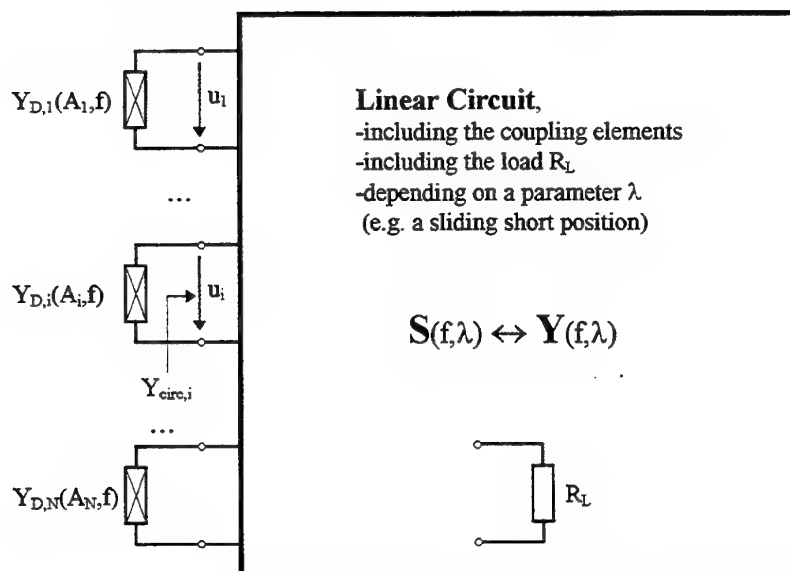 Y_D,1(A_1,f)
u_1
...
Y_D,i(A_i,f)
u_i
Y_circ,i
...
Y_D,N(A_N,f)
Linear Circuit,
-including the coupling elements
-including the load R_L
-depending on a parameter λ
(e.g. a sliding short position)
S(f,λ) ↔ Y(f,λ)
R_L